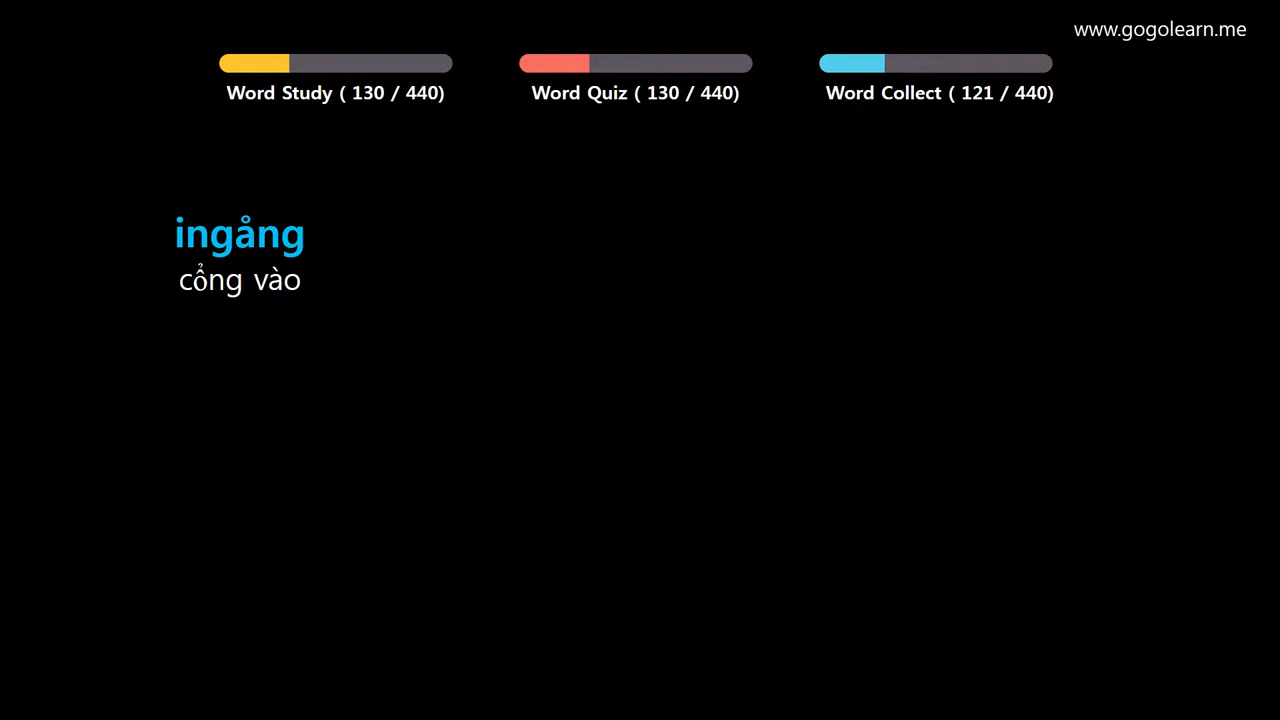 www.gogolearn.me
Word Study ( 130 / 440)
Word Quiz ( 130 / 440)
Word Collect ( 121 / 440)
ingång
cổng vào